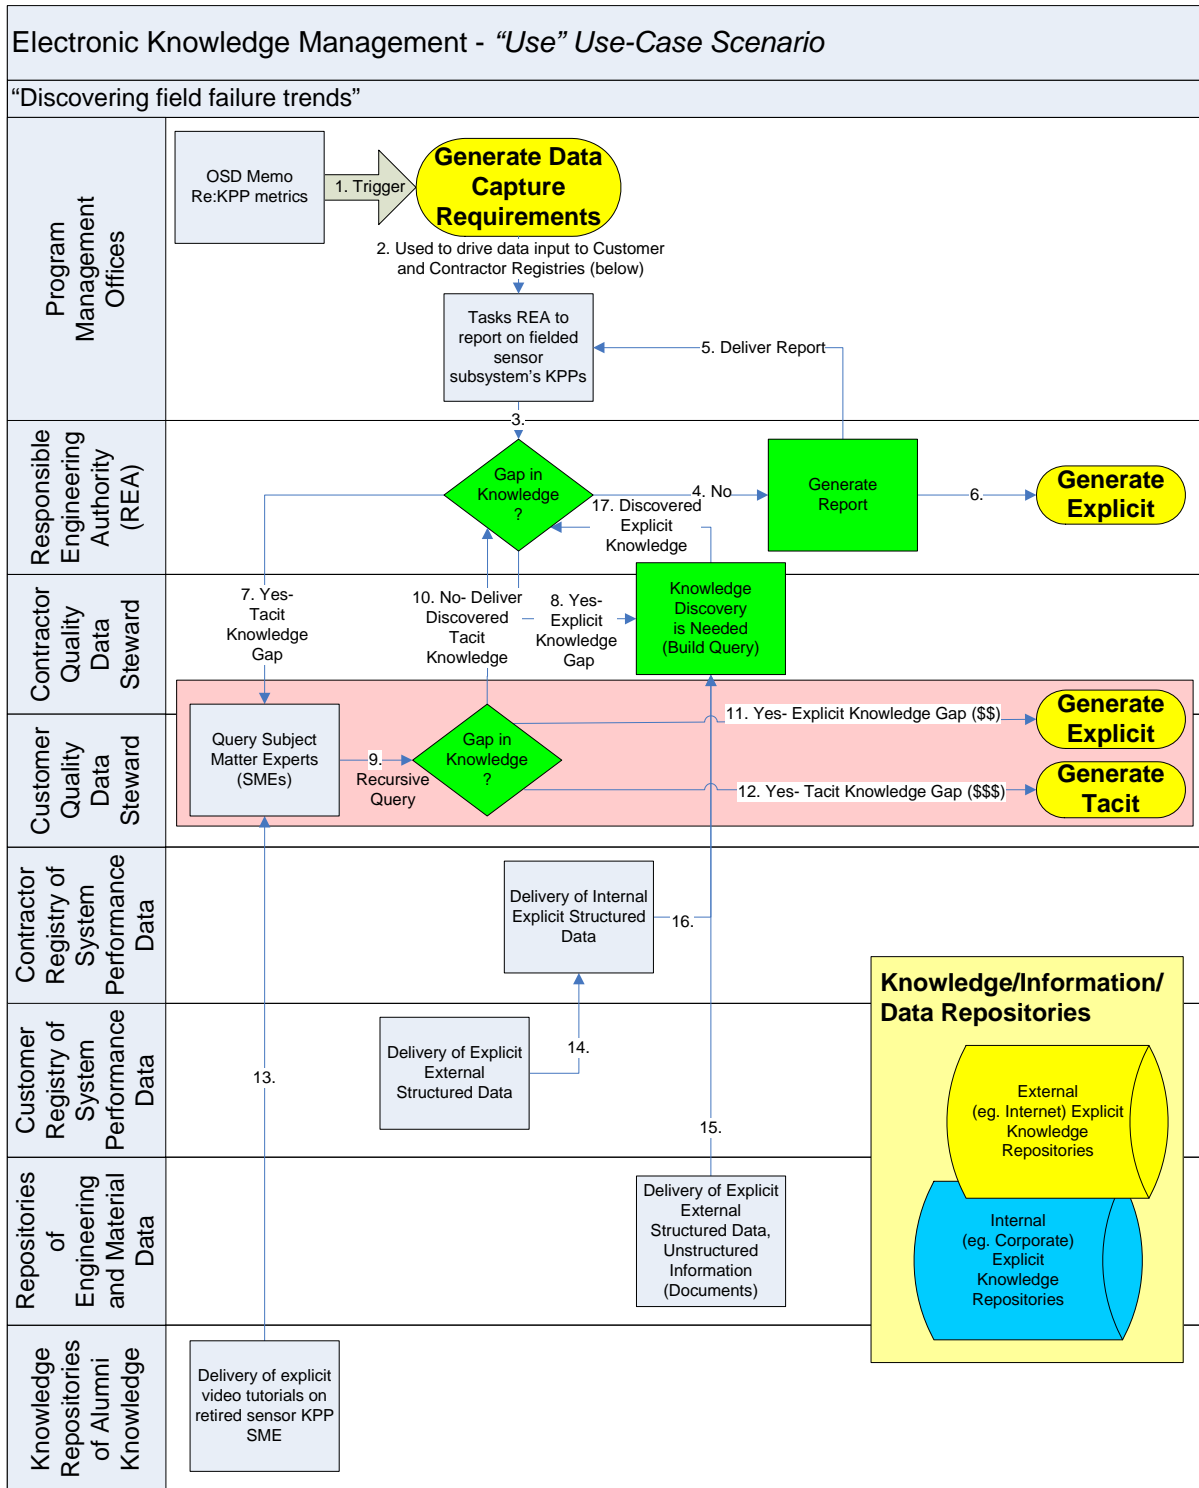 Electronic Knowledge Management - "Use" Use-Case Scenario
"Discovering field failure trends"
Program
Management
Offices
OSD Memo
Re:KPP metrics
1. Trigger
Generate Data
Capture
Requirements
2. Used to drive data input to Customer
and Contractor Registries (below)
Tasks REA to
report on fielded
sensor
subsystem's KPPs
5. Deliver Report
3.
Responsible
Engineering
Authority
(REA)
Gap in
Knowledge
?
4. No
Generate
Report
6.
Generate
Explicit
17. Discovered
Explicit
Knowledge
Contractor
Quality
Data
Steward
7. Yes-
Tacit
Knowledge
Gap
10. No- Deliver
Discovered
Tacit
Knowledge
8. Yes-
Explicit
Knowledge
Gap
Knowledge
Discovery
is Needed
(Build Query)
Customer
Quality
Data
Steward
Query Subject
Matter Experts
(SMEs)
9.
Recursive
Query
Gap in
Knowledge
?
11. Yes- Explicit Knowledge Gap ($$)
Generate
Explicit
12. Yes- Tacit Knowledge Gap ($$$)
Generate
Tacit
Contractor
Registry of
System
Performance
Data
Delivery of Internal
Explicit Structured
Data
16.
Customer
Registry of
System
Performance
Data
13.
Delivery of Explicit
External
Structured Data
14.
15.
Repositories
of
Engineering
and Material
Data
Delivery of Explicit
External
Structured Data,
Unstructured
Information
(Documents)
Knowledge/Information/
Data Repositories
External
(eg. Internet) Explicit
Knowledge
Repositories
Internal
(eg. Corporate)
Explicit
Knowledge
Repositories
Knowledge
Repositories
of Alumni
Knowledge
Delivery of explicit
video tutorials on
retired sensor KPP
SME